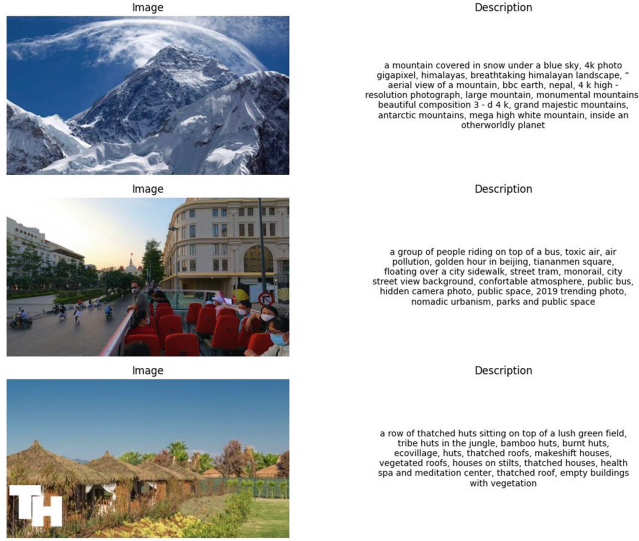 Image
Description
a mountain covered in snow under a blue sky, 4k photo
gigapixel, himalayas, breathtaking himalayan landscape, "
aerial view of a mountain, bbc earth, nepal, 4 k high -
resolution photograph, large mountain, monumental mountains
beautiful composition 3 - d 4 k, grand majestic mountains,
antarctic mountains, mega high white mountain, inside an
otherworldly planet
Image
Description
a group of people riding on top of a bus, toxic air, air
pollution, golden hour in beijing, tiananmen square,
floating over a city sidewalk, street tram, monorail, city
street view background, confortable atmosphere, public bus,
hidden camera photo, public space, 2019 trending photo,
nomadic urbanism, parks and public space
Image
Description
a row of thatched huts sitting on top of a lush green field,
tribe huts in the jungle, bamboo huts, burnt huts,
ecovillage, huts, thatched roofs, makeshift houses,
vegetated roofs, houses on stilts, thatched houses, health
spa and meditation center, thatched roof, empty buildings
with vegetation
TH